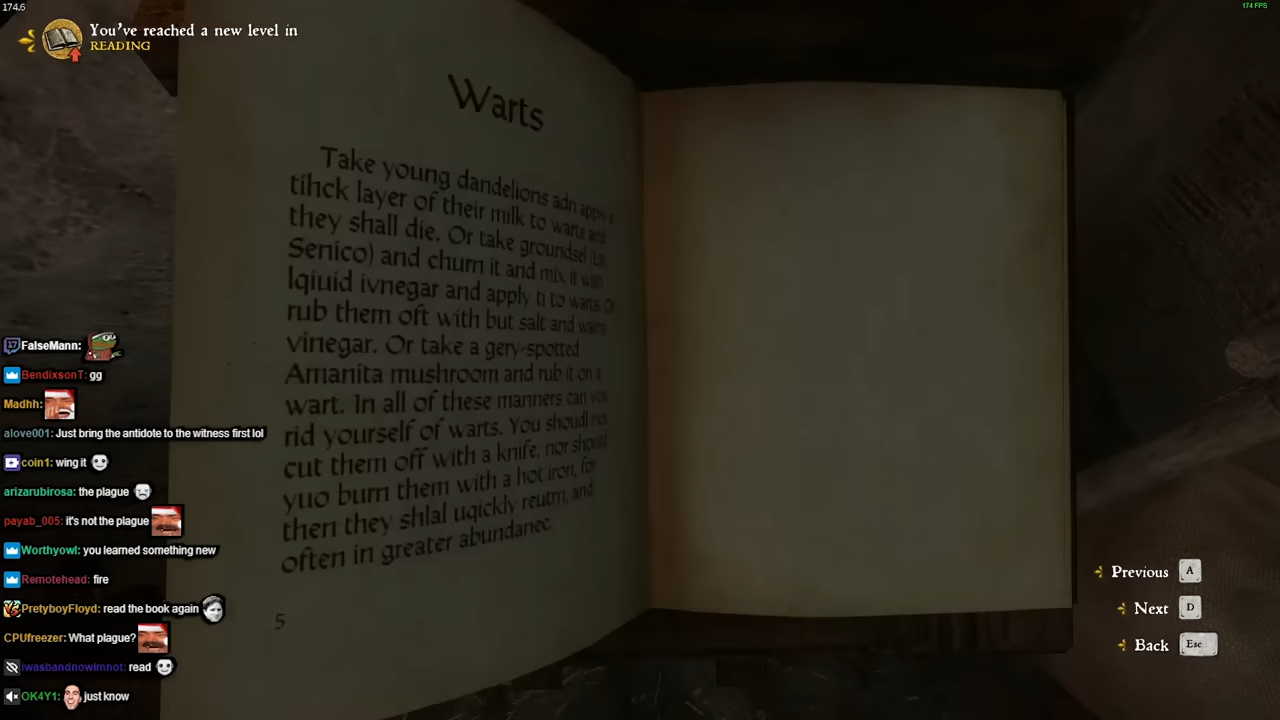 174.6
174 FPS
You've reached a new level in
READING
Warts
Take young dandelions adn apply a
tihck layer of their milk to warts and
they shall die. Or take groundsel (Lat.
Senico) and churn it and mix it with
lqiuid ivnegar and apply ti to warts. Or
rub them oft with but salt and warm
vinegar. Or take a gery-spotted
Amanita mushroom and rub it on a
wart. In all of these manners can you
rid yourself of warts. You shoudl not
cut them off with a knife, nor should
yuo burn them with a hot iron, for
then they shlal uqickly reutrn, and
often in greater abundanec.
5
FalseMann:
BendixsonT: gg
Madhh:
alove001: Just bring the antidote to the witness first lol
coin1: wing it
arizarubirosa: the plague
payab_005: it's not the plague
Worthyowl: you learned something new
Remotehead: fire
PrettyboyFloyd: read the book again
CPUfreezer: What plague?
iwasbandnowimnot: read
OK4Y1: just know
Previous A
Next D
Back Esc